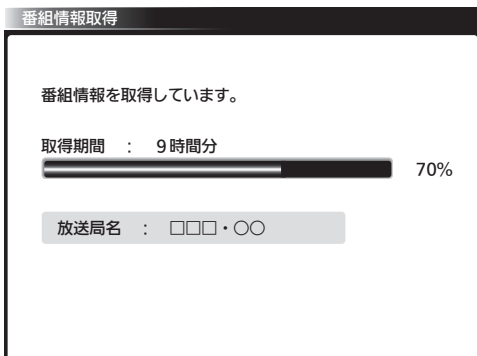 番組情報取得
番組情報を取得しています。
取得期間 : 9時間分
70%
放送局名 : □□□・○○